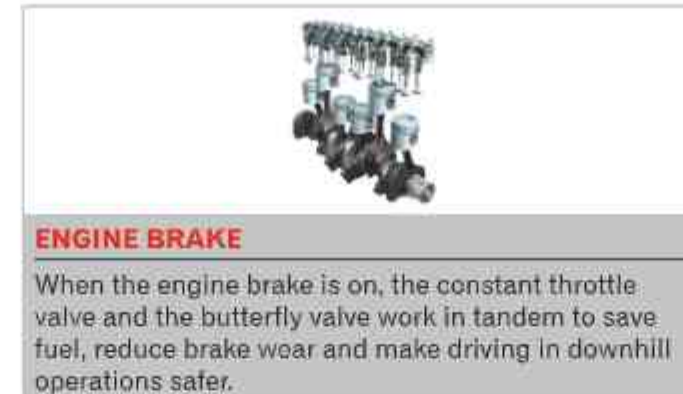 ENGINE BRAKE
When the engine brake is on, the constant throttle
valve and the butterfly valve work in tandem to save
fuel, reduce brake wear and make driving in downhill
operations safer.